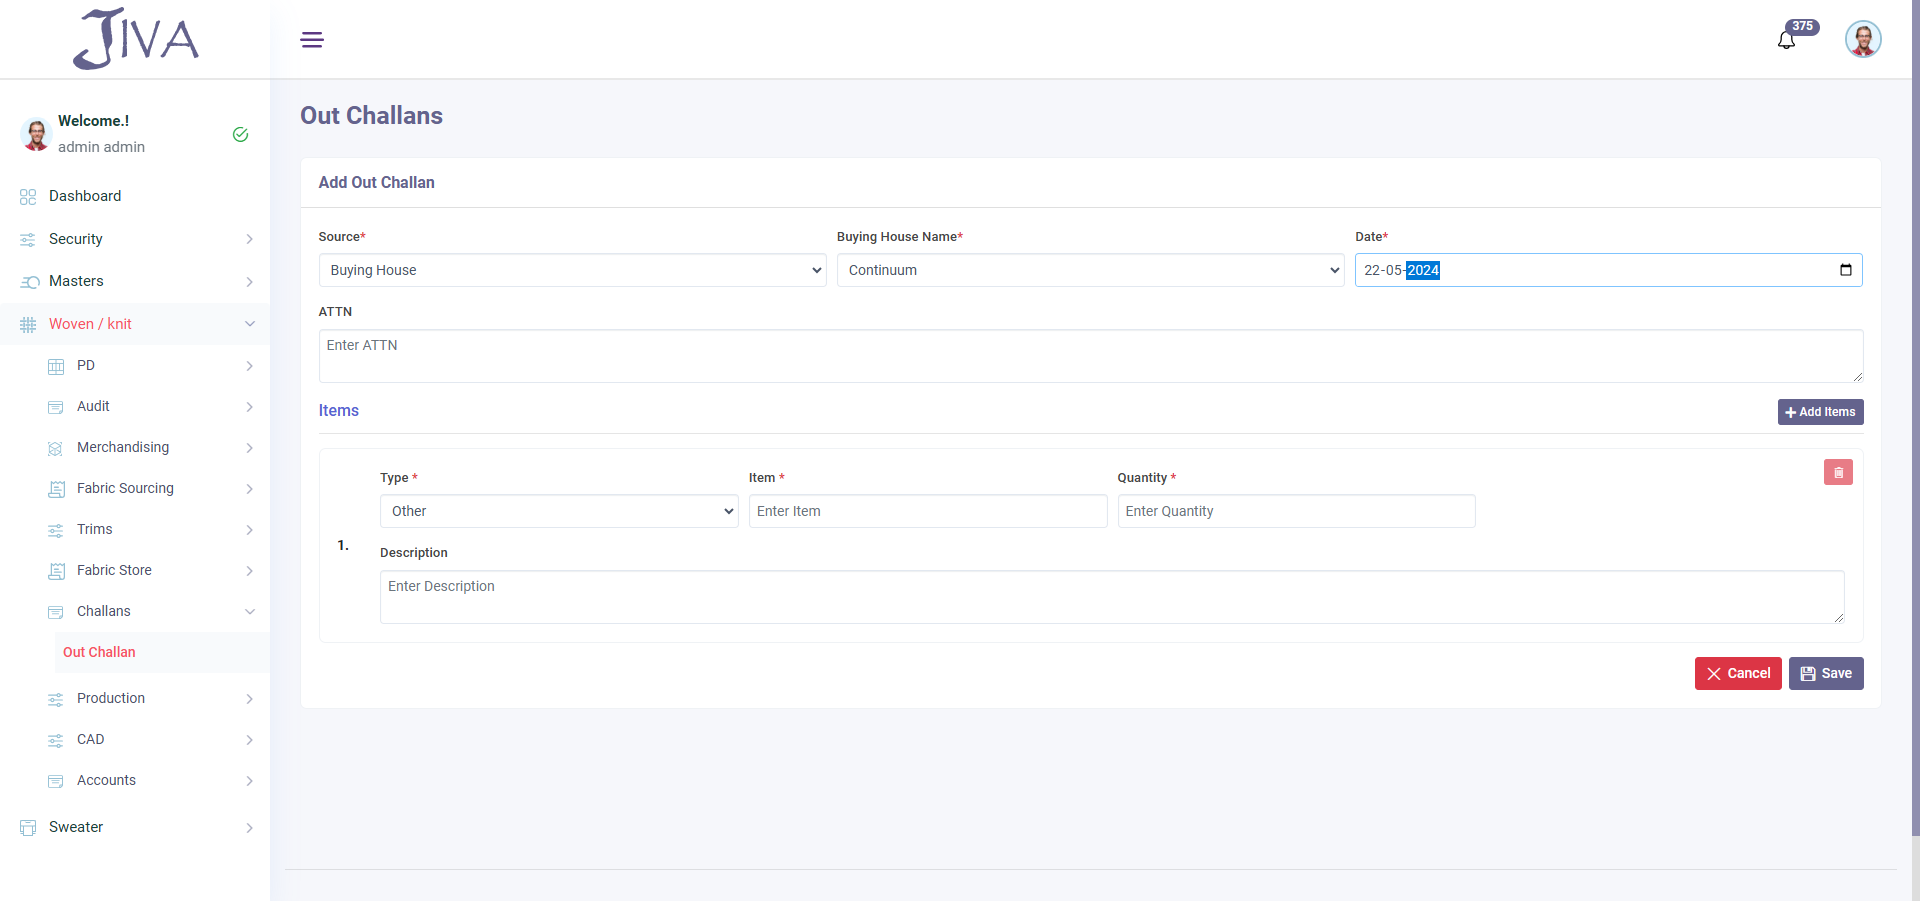 JIVA
375
Welcome.!
admin admin
Dashboard
Security
Masters
Woven / knit
PD
Audit
Merchandising
Fabric Sourcing
Trims
Fabric Store
Challans
Out Challan
Production
CAD
Accounts
Sweater
Out Challans
Add Out Challan
Source*
Buying House Name*
Date*
Buying House
Continuum
22-05-2024
ATTN
Enter ATTN
Items
Add Items
1.
Type *
Item *
Quantity *
Other
Enter Item
Enter Quantity
Description
Enter Description
Cancel
Save